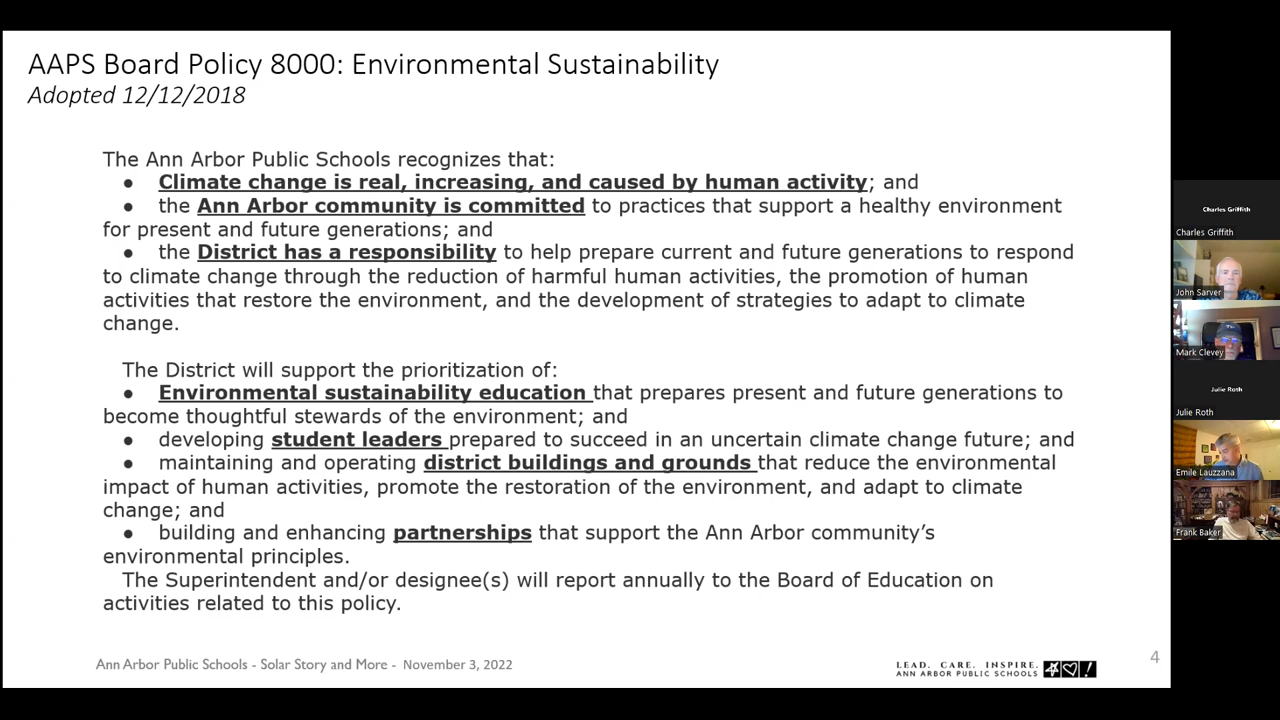 AAPS Board Policy 8000: Environmental Sustainability
Adopted 12/12/2018
The Ann Arbor Public Schools recognizes that:
● Climate change is real, increasing, and caused by human activity; and
● the Ann Arbor community is committed to practices that support a healthy environment
for present and future generations; and
● the District has a responsibility to help prepare current and future generations to respond
to climate change through the reduction of harmful human activities, the promotion of human
activities that restore the environment, and the development of strategies to adapt to climate
change.
The District will support the prioritization of:
● Environmental sustainability education that prepares present and future generations to
become thoughtful stewards of the environment; and
● developing student leaders prepared to succeed in an uncertain climate change future; and
● maintaining and operating district buildings and grounds that reduce the environmental
impact of human activities, promote the restoration of the environment, and adapt to climate
change; and
● building and enhancing partnerships that support the Ann Arbor community’s
environmental principles.
The Superintendent and/or designee(s) will report annually to the Board of Education on
activities related to this policy.
Ann Arbor Public Schools - Solar Story and More - November 3, 2022
LEAD. CARE. INSPIRE.
ANN ARBOR PUBLIC SCHOOLS
4
Charles Griffith
Charles Griffith
John Sarver
Mark Clevey
Julie Roth
Julie Roth
Emile Lauzzana
Frank Baker